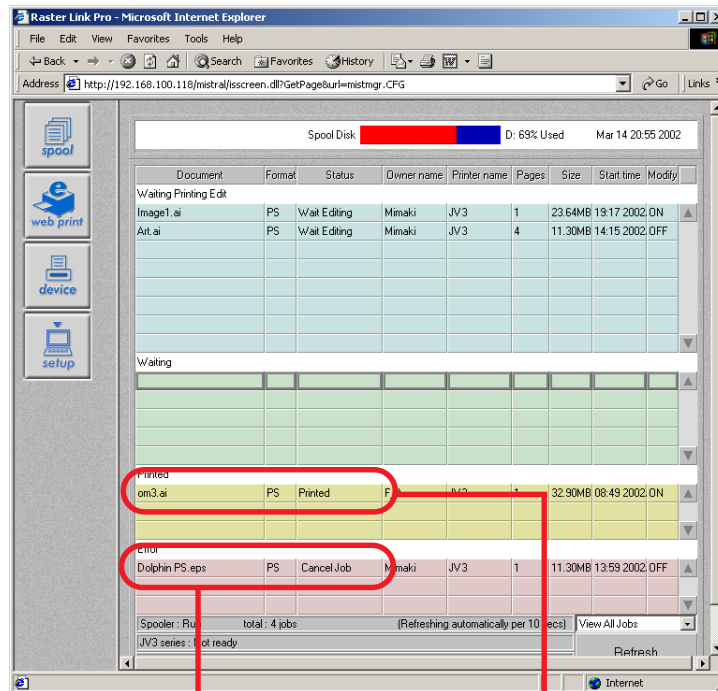 Raster Link Pro - Microsoft Internet Explorer
File Edit View Favorites Tools Help
Back Search Favorites History
Address http://192.168.100.118/mistral/isscreen.dll?GetPage&url=mistmgr.CFG Go Links
spool
web print
device
setup
Spool Disk D: 69% Used Mar 14 20:55 2002
Document Format Status Owner name Printer name Pages Size Start time Modify
Waiting Printing Edit
Image1.ai PS Wait Editing Mimaki JV3 1 23.64MB 19:17 2002 ON
Art.ai PS Wait Editing Mimaki JV3 4 11.30MB 14:15 2002 OFF
Waiting
Printed
om3.ai PS Printed JV3 1 32.90MB 08:49 2002 ON
Error
Dolphin PS.eps PS Cancel Job Mimaki JV3 1 11.30MB 13:59 2002 OFF
Spooler : Run total : 4 jobs (Refreshing automatically per 10 secs) View All Jobs
JV3 series : Not ready
Refresh
Internet